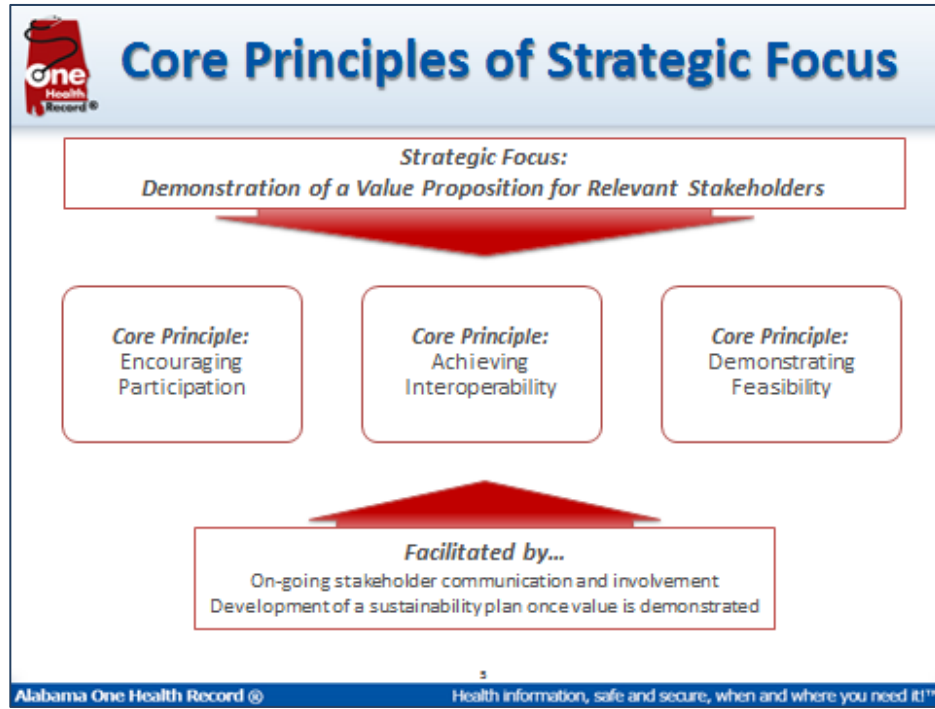 One
Health
Record ®
Core Principles of Strategic Focus
Strategic Focus:
Demonstration of a Value Proposition for Relevant Stakeholders
Core Principle:
Encouraging
Participation
Core Principle:
Achieving
Interoperability
Core Principle:
Demonstrating
Feasibility
Facilitated by...
On-going stakeholder communication and involvement
Development of a sustainability plan once value is demonstrated
5
Alabama One Health Record ®
Health information, safe and secure, when and where you need it!™